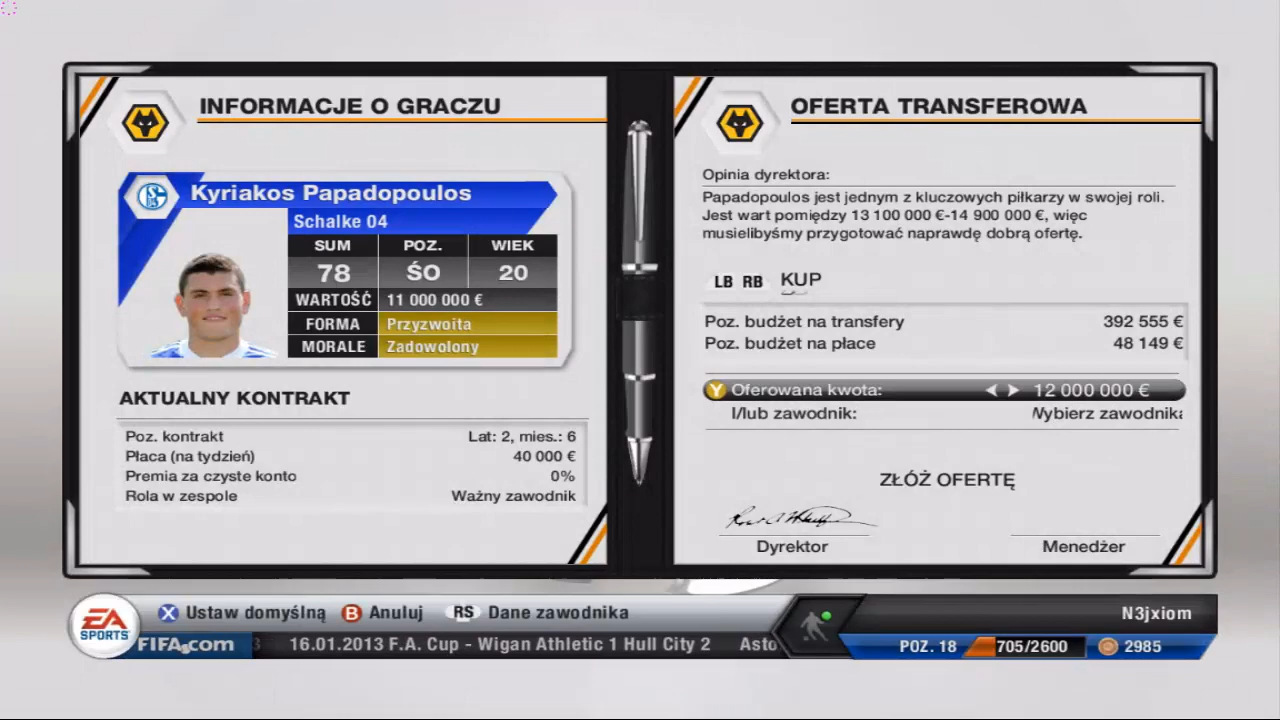 INFORMACJE O GRACZU
Kyriakos Papadopoulos
Schalke 04
SUM POZ. WIEK
78 ŚO 20
WARTOŚĆ 11 000 000 €
FORMA Przyzwoita
MORALE Zadowolony
AKTUALNY KONTRAKT
Poz. kontrakt Lat: 2, mies.: 6
Płaca (na tydzień) 40 000 €
Premia za czyste konto 0%
Rola w zespole Ważny zawodnik
OFERTA TRANSFEROWA
Opinia dyrektora:
Papadopoulos jest jednym z kluczowych piłkarzy w swojej roli.
Jest wart pomiędzy 13 100 000 €-14 900 000 €, więc
musielibyśmy przygotować naprawdę dobrą ofertę.
LB RB KUP
Poz. budżet na transfery 392 555 €
Poz. budżet na płace 48 149 €
Y Oferowana kwota: 12 000 000 €
I/lub zawodnik: Wybierz zawodnika
ZŁÓŻ OFERTĘ
Dyrektor Menedżer
EA SPORTS
X Ustaw domyślną B Anuluj RS Dane zawodnika
N3jxiom
FIFA.com 3 16.01.2013 F.A. Cup - Wigan Athletic 1 Hull City 2 Asto
POZ. 18 705/2600 2985